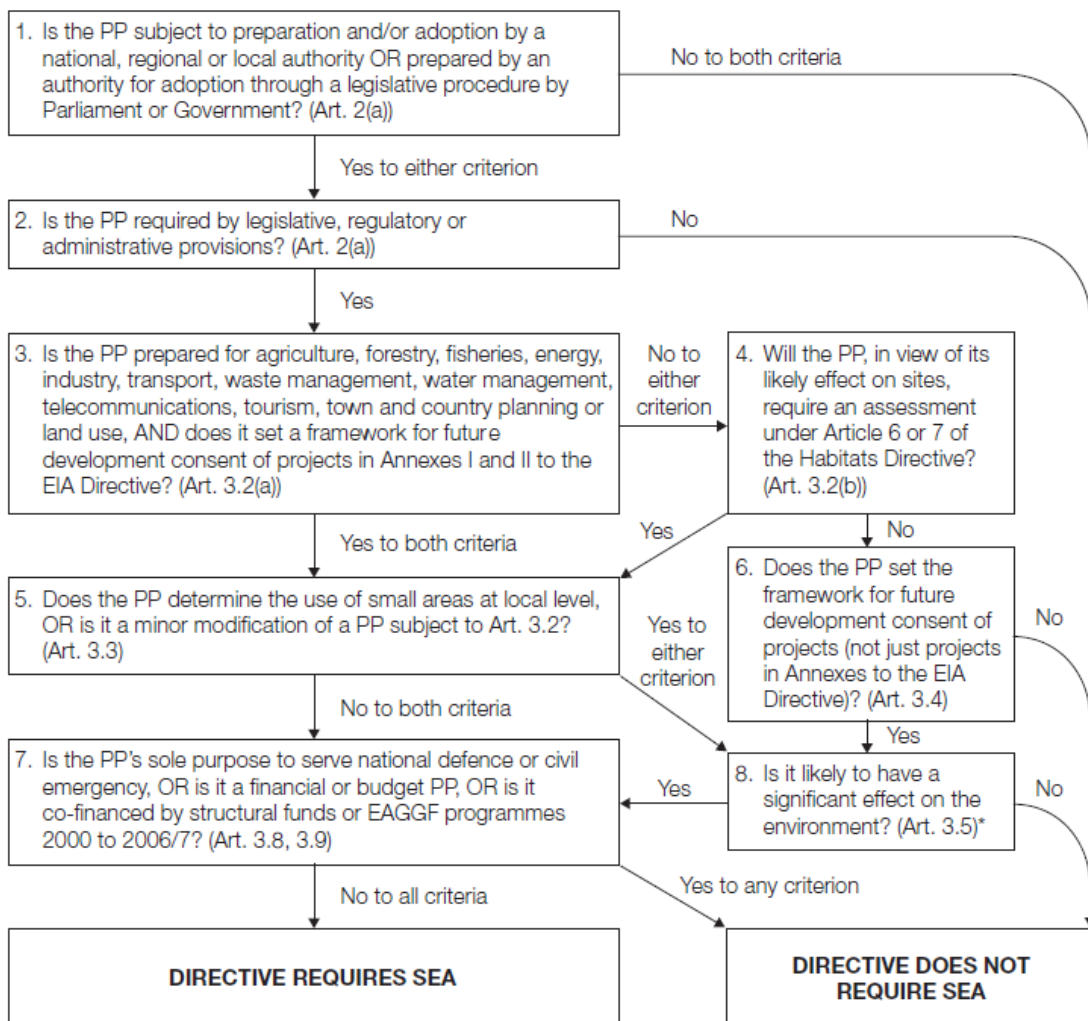 1. Is the PP subject to preparation and/or adoption by a
national, regional or local authority OR prepared by an
authority for adoption through a legislative procedure by
Parliament or Government? (Art. 2(a))
No to both criteria
Yes to either criterion
2. Is the PP required by legislative, regulatory or
administrative provisions? (Art. 2(a))
No
Yes
3. Is the PP prepared for agriculture, forestry, fisheries, energy,
industry, transport, waste management, water management,
telecommunications, tourism, town and country planning or
land use, AND does it set a framework for future
development consent of projects in Annexes I and II to the
EIA Directive? (Art. 3.2(a))
No to
either
criterion
4. Will the PP, in view of its
likely effect on sites,
require an assessment
under Article 6 or 7 of
the Habitats Directive?
(Art. 3.2(b))
Yes to both criteria
Yes
No
5. Does the PP determine the use of small areas at local level,
OR is it a minor modification of a PP subject to Art. 3.2?
(Art. 3.3)
Yes to
either
criterion
6. Does the PP set the
framework for future
development consent of
projects (not just projects
in Annexes to the EIA
Directive)? (Art. 3.4)
No
No to both criteria
Yes
7. Is the PP's sole purpose to serve national defence or civil
emergency, OR is it a financial or budget PP, OR is it
co-financed by structural funds or EAGGF programmes
2000 to 2006/7? (Art. 3.8, 3.9)
Yes
8. Is it likely to have a
significant effect on the
environment? (Art. 3.5)*
No
No to all criteria
Yes to any criterion
DIRECTIVE REQUIRES SEA
DIRECTIVE DOES NOT
REQUIRE SEA